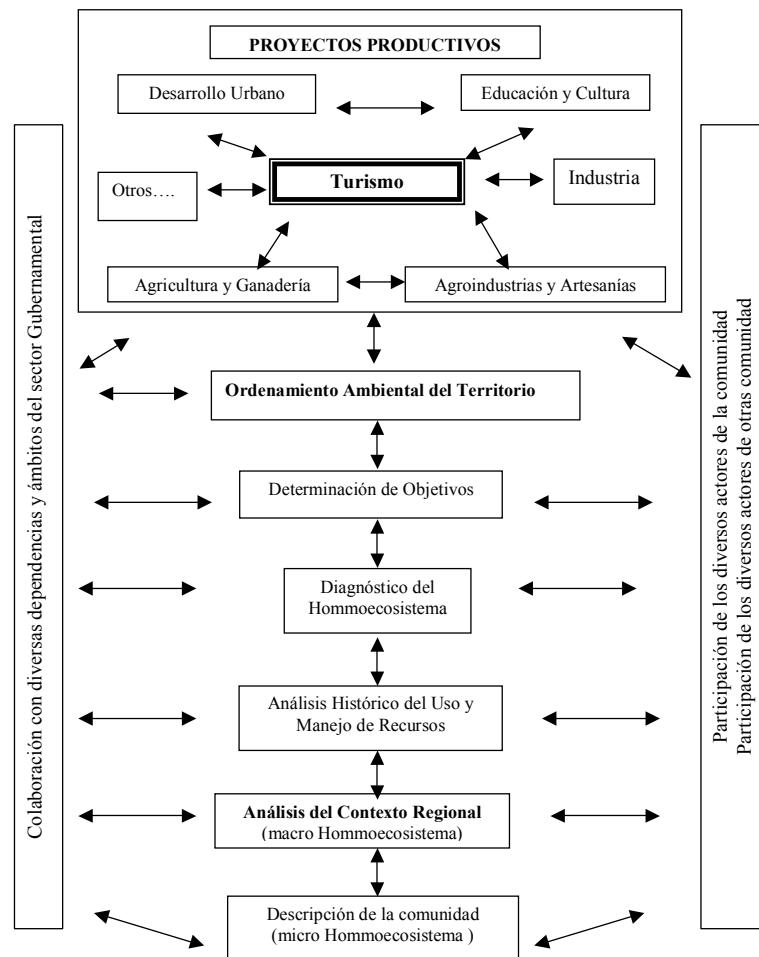 PROYECTOS PRODUCTIVOS
Desarrollo Urbano
Educación y Cultura
Turismo
Otros….
Industria
Agricultura y Ganadería
Agroindustrias y Artesanías
Colaboración con diversas dependencias y ámbitos del sector Gubernamental
Participación de los diversos actores de la comunidad
Participación de los diversos actores de otras comunidad
Ordenamiento Ambiental del Territorio
Determinación de Objetivos
Diagnóstico del
Hommoecosistema
Análisis Histórico del Uso y
Manejo de Recursos
Análisis del Contexto Regional
(macro Hommoecosistema)
Descripción de la comunidad
(micro Hommoecosistema )